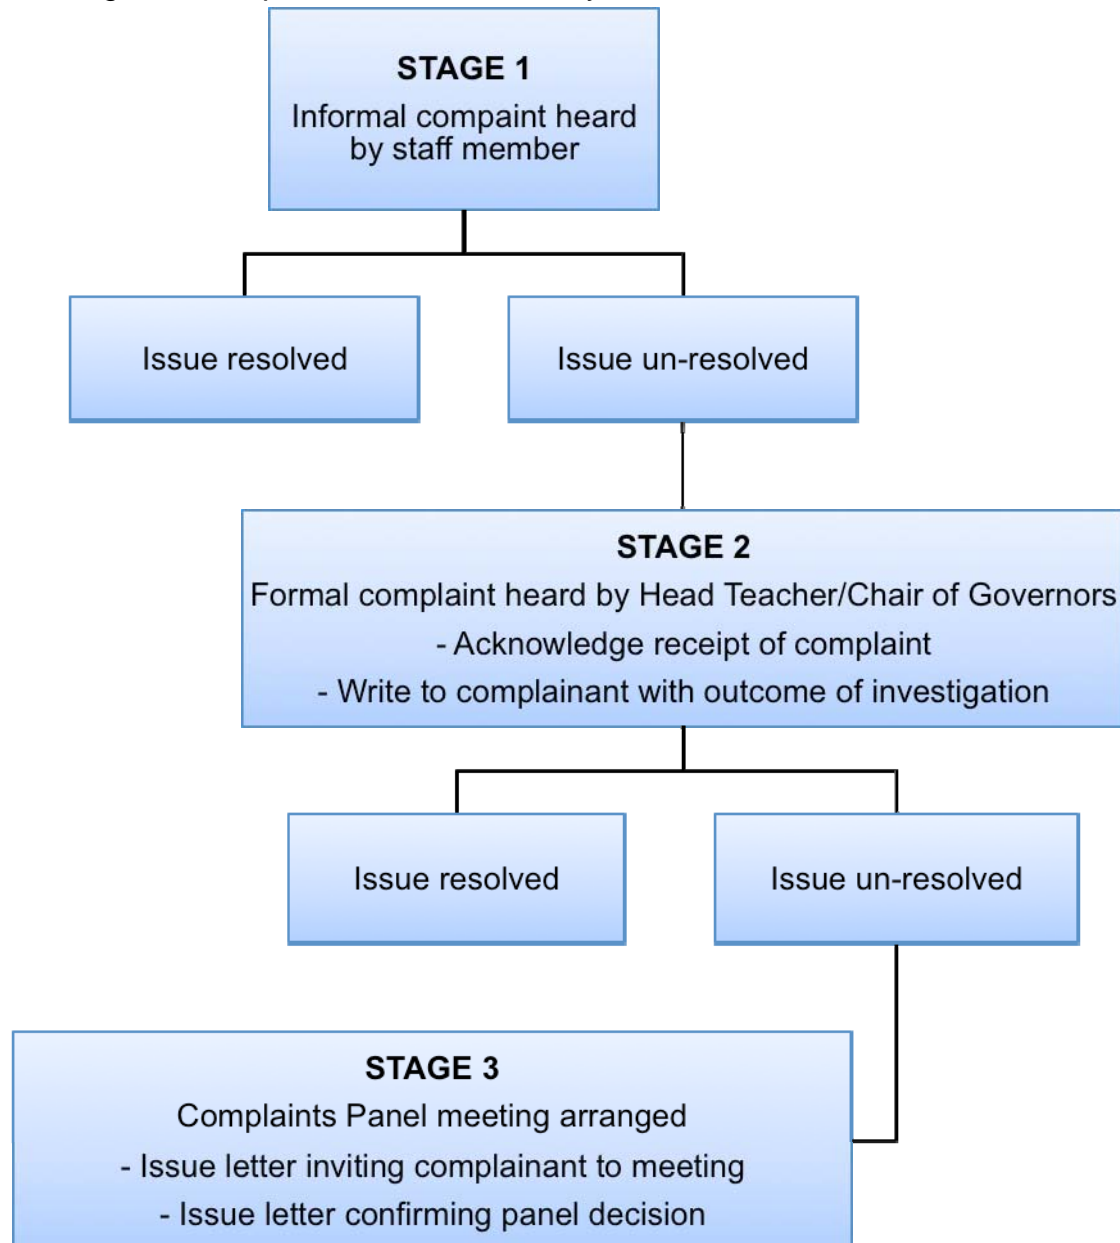 STAGE 1
Informal compaint heard
by staff member
Issue resolved
Issue un-resolved
STAGE 2
Formal complaint heard by Head Teacher/Chair of Governors
- Acknowledge receipt of complaint
- Write to complainant with outcome of investigation
Issue resolved
Issue un-resolved
STAGE 3
Complaints Panel meeting arranged
- Issue letter inviting complainant to meeting
- Issue letter confirming panel decision